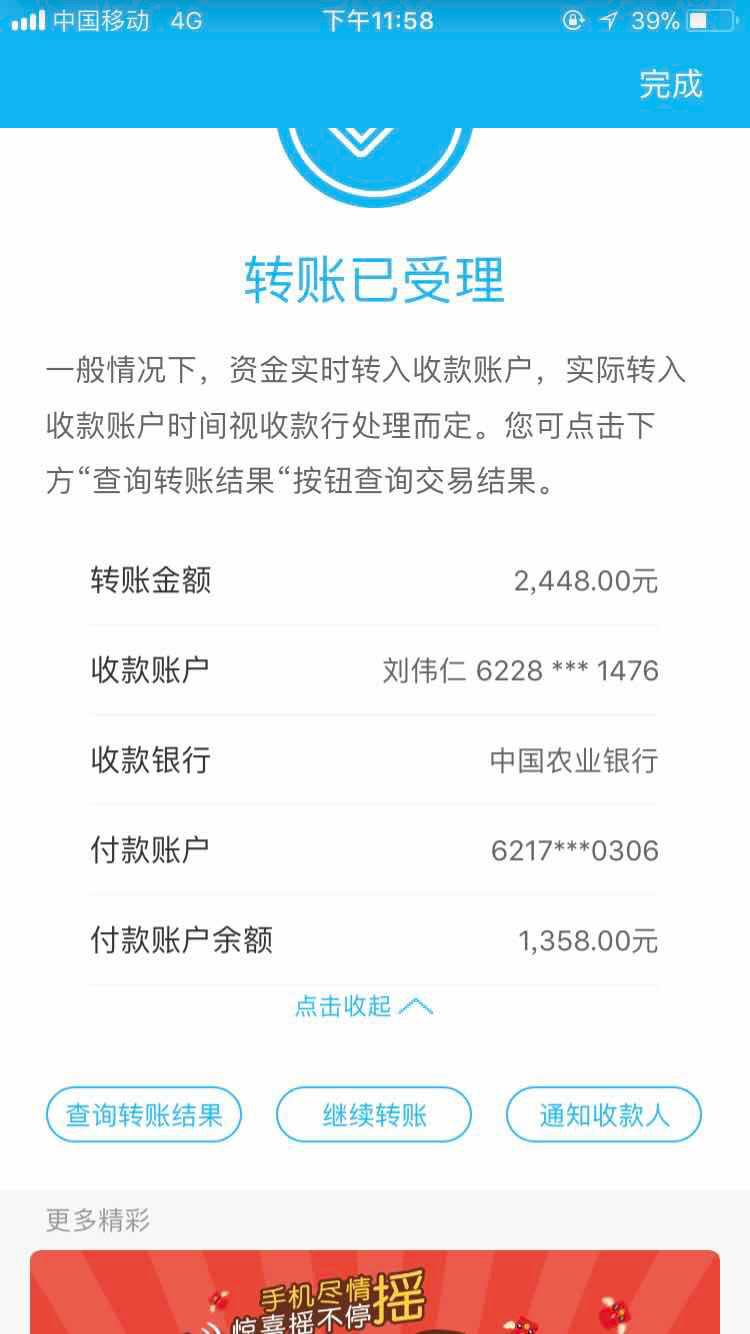 中国移动 4G 下午11:58 39%
完成
转账已受理
一般情况下，资金实时转入收款账户，实际转入
收款账户时间视收款行处理而定。您可点击下
方“查询转账结果“按钮查询交易结果。
转账金额 2,448.00元
收款账户 刘伟仁 6228 *** 1476
收款银行 中国农业银行
付款账户 6217***0306
付款账户余额 1,358.00元
点击收起
查询转账结果 继续转账 通知收款人
更多精彩
手机尽情摇
惊喜摇不停